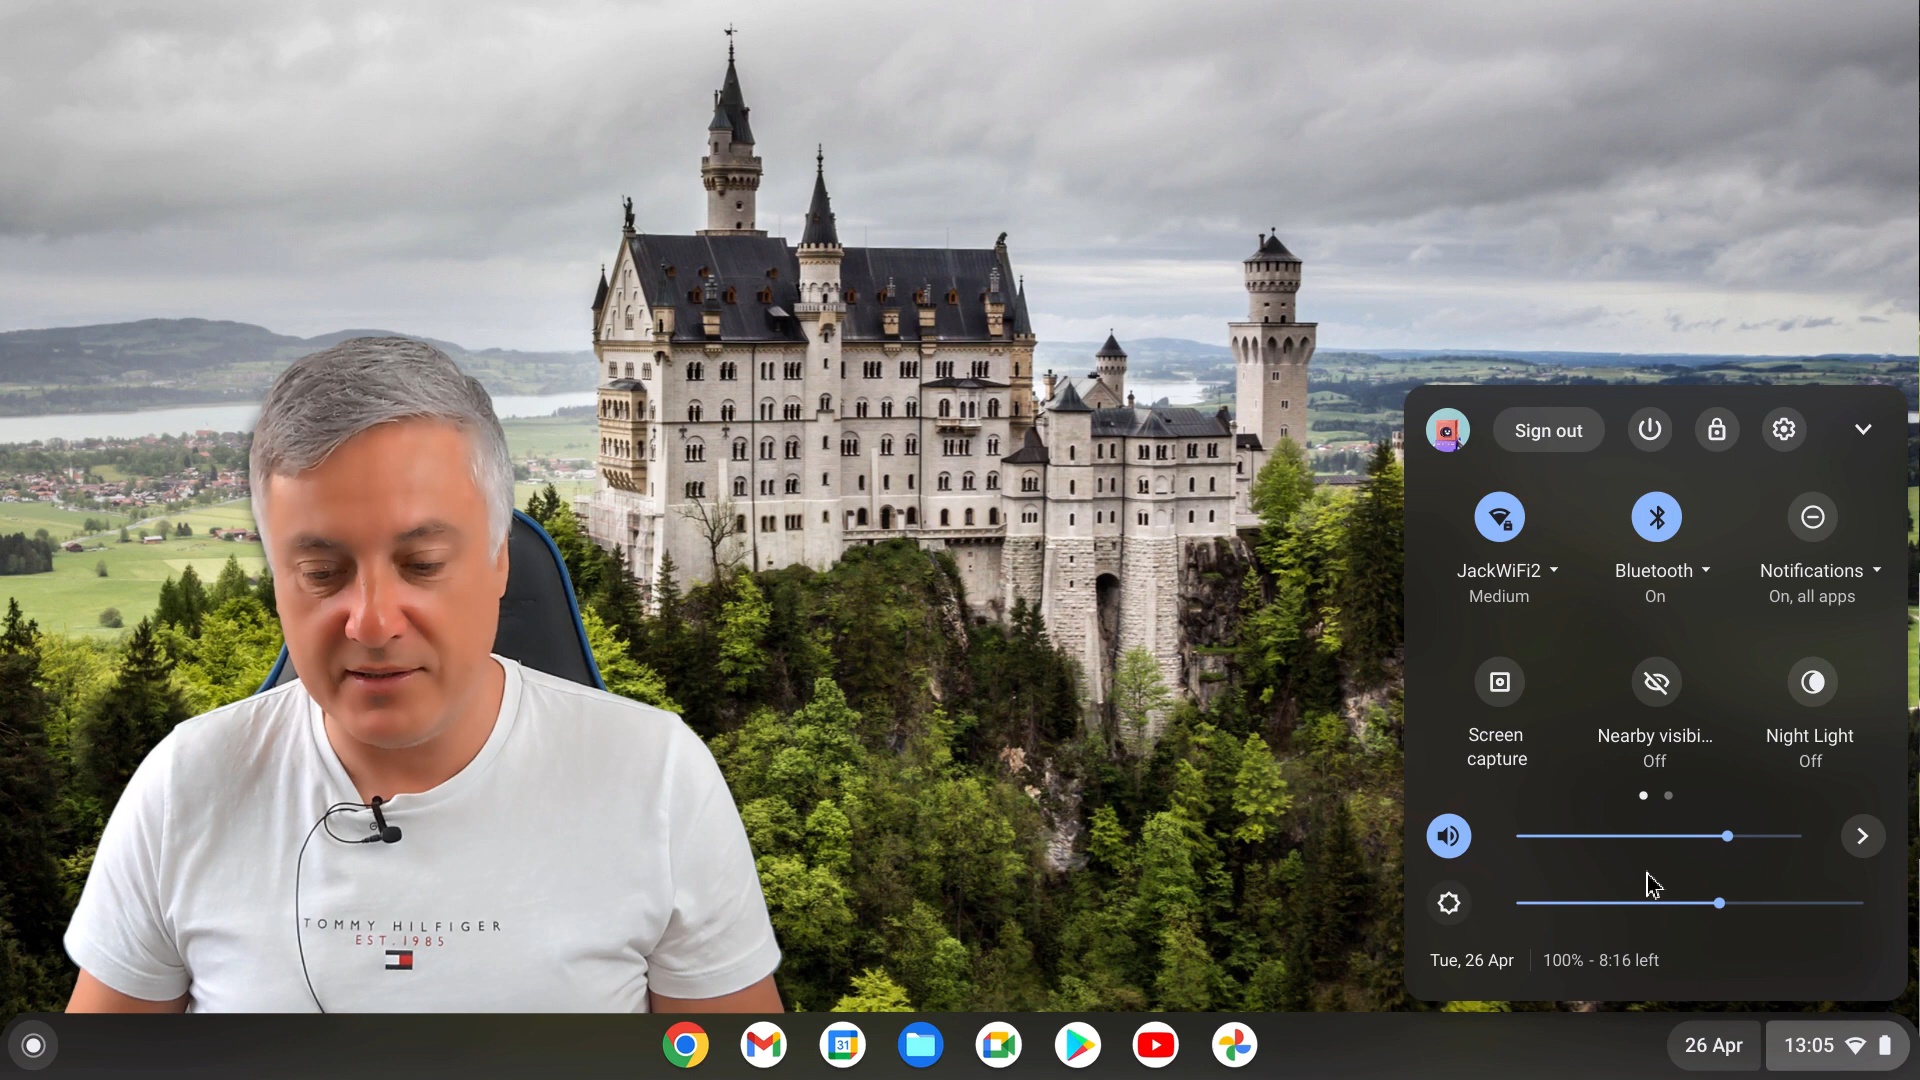 Sign out
JackWiFi2
Medium
Bluetooth
On
Notifications
On, all apps
Screen
capture
Nearby visibi...
Off
Night Light
Off
Tue, 26 Apr
100% - 8:16 left
TOMMY HILFIGER
EST. 1985
31
26 Apr
13:05